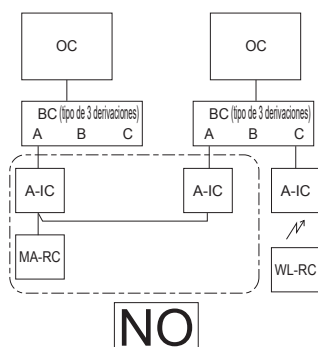 OC
OC
BC (tipo de 3 derivaciones)
A B C
BC (tipo de 3 derivaciones)
A B C
A-IC
A-IC
A-IC
MA-RC
WL-RC
NO